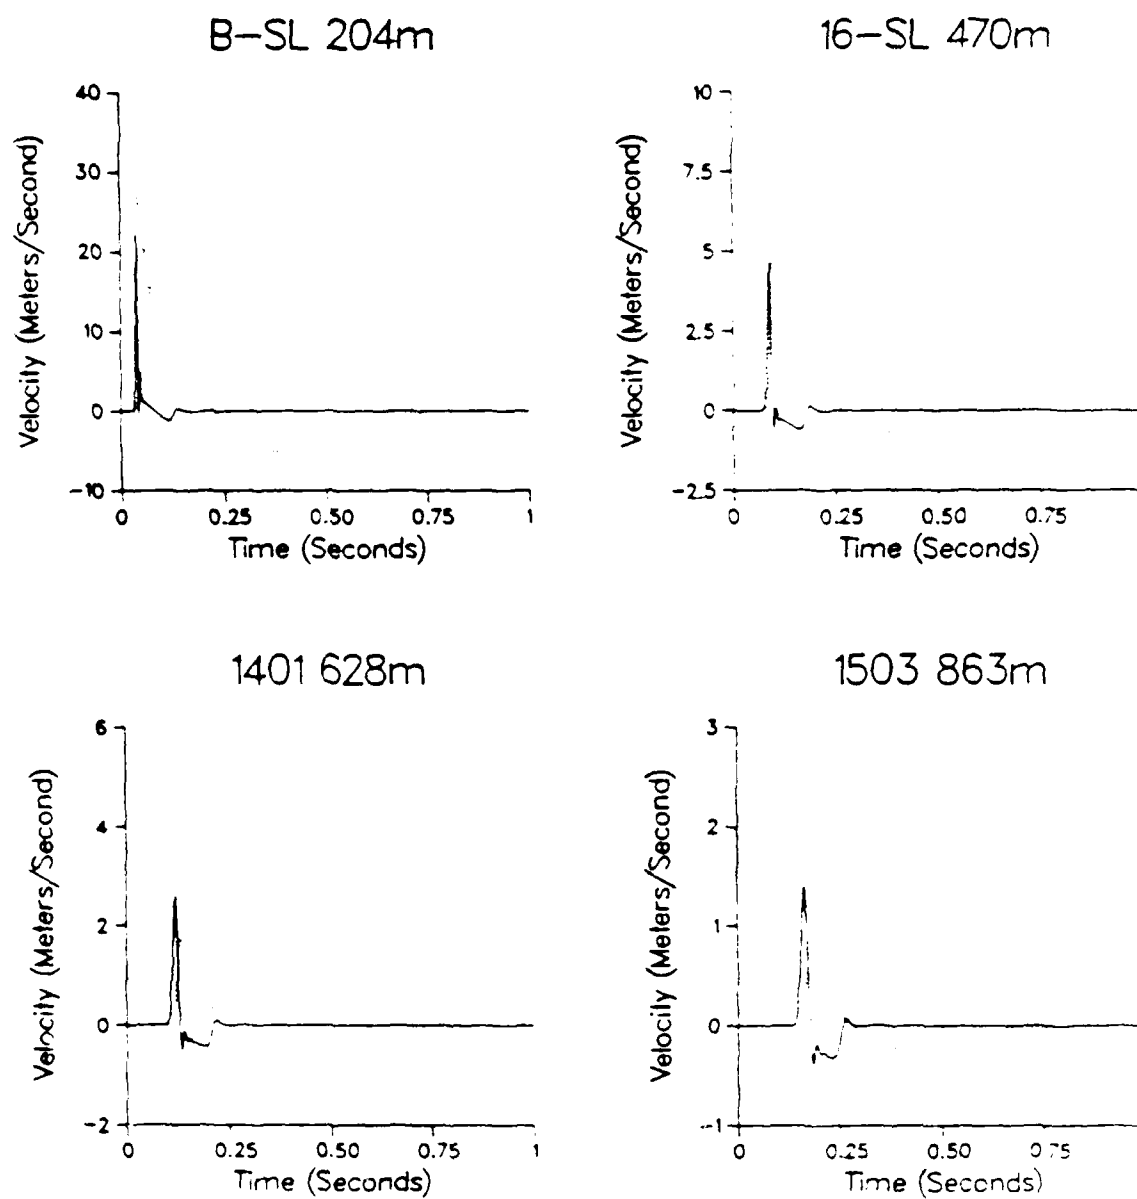 B-SL 204m
Velocity (Meters/Second)
40
30
20
10
0
-10
0 0.25 0.50 0.75 1
Time (Seconds)
16-SL 470m
Velocity (Meters/Second)
10
7.5
5
2.5
0
-2.5
0 0.25 0.50 0.75
Time (Seconds)
1401 628m
Velocity (Meters/Second)
6
4
2
0
-2
0 0.25 0.50 0.75 1
Time (Seconds)
1503 863m
Velocity (Meters/Second)
3
2
1
0
-1
0 0.25 0.50 0.75
Time (Seconds)